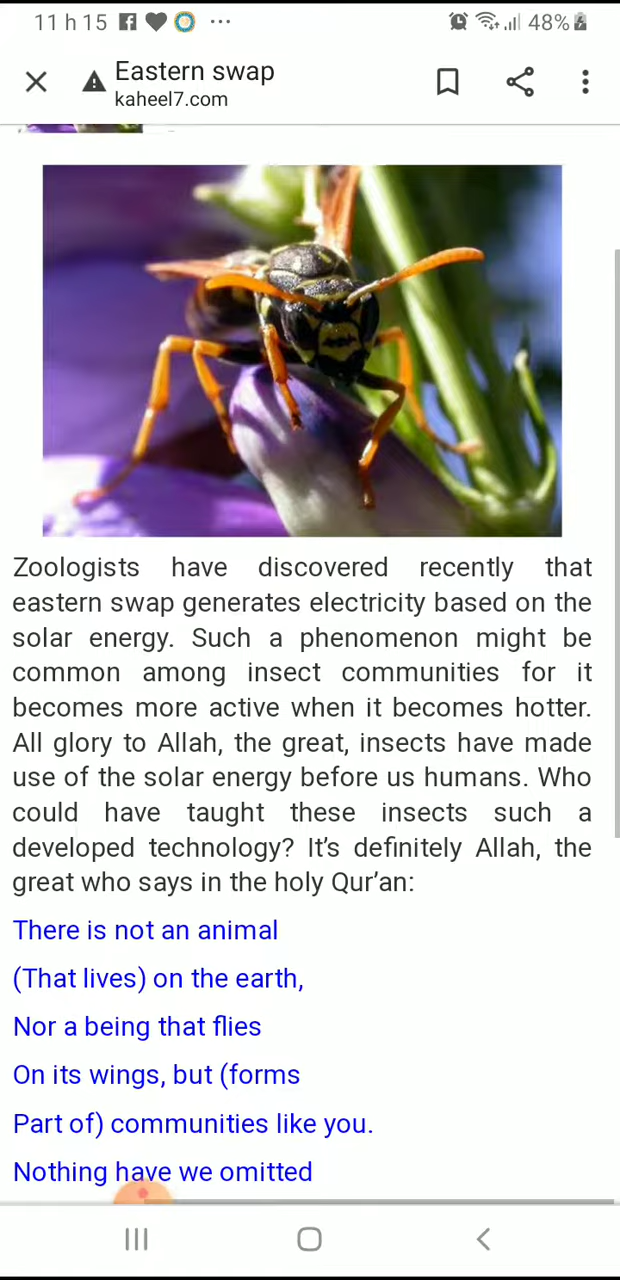 11 h 15 ... 48%
Eastern swap
kaheel7.com
Zoologists have discovered recently that
eastern swap generates electricity based on the
solar energy. Such a phenomenon might be
common among insect communities for it
becomes more active when it becomes hotter.
All glory to Allah, the great, insects have made
use of the solar energy before us humans. Who
could have taught these insects such a
developed technology? It's definitely Allah, the
great who says in the holy Qur'an:
There is not an animal
(That lives) on the earth,
Nor a being that flies
On its wings, but (forms
Part of) communities like you.
Nothing have we omitted